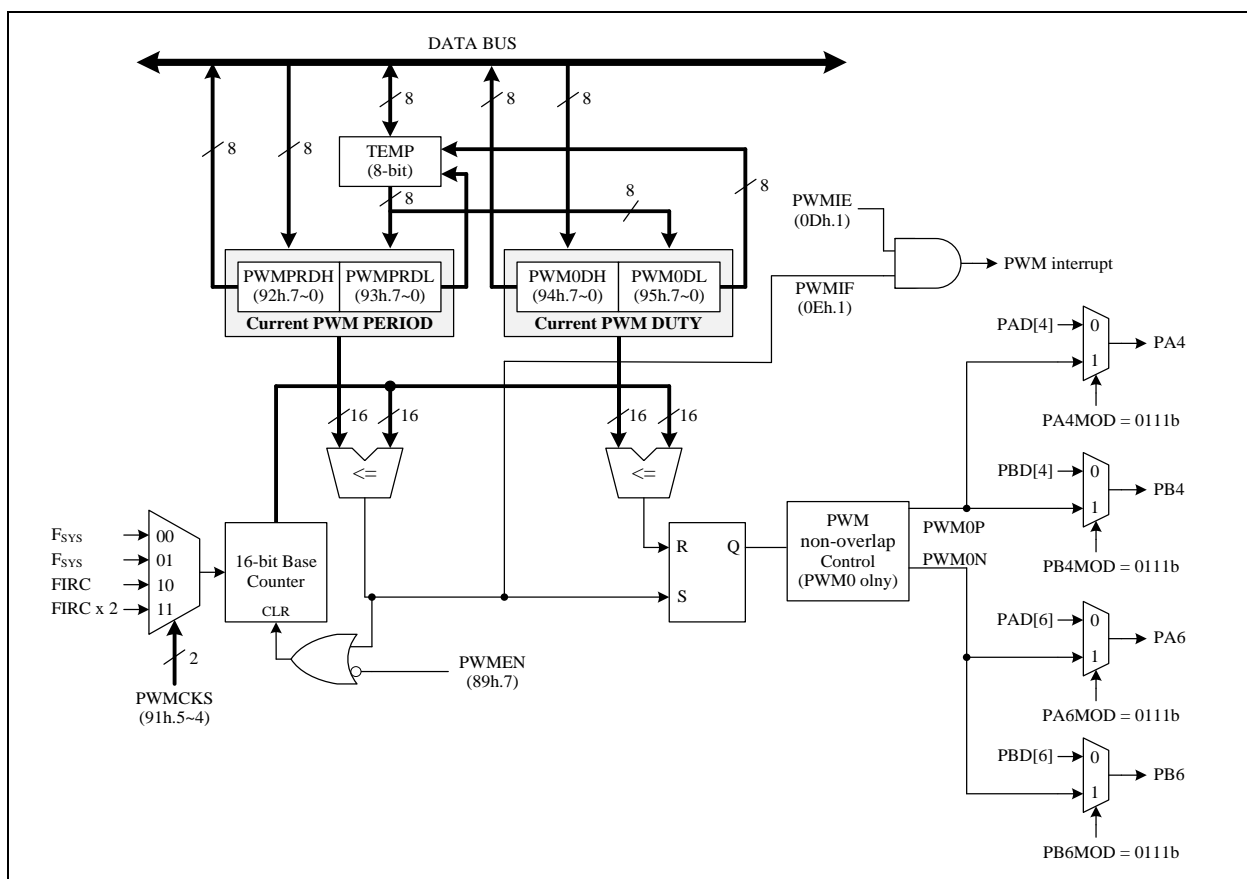 DATA BUS
8
8
8
8
8
TEMP
(8-bit)
8
8
8
PWMPRDH
(92h.7~0)
PWMPRDL
(93h.7~0)
Current PWM PERIOD
PWM0DH
(94h.7~0)
PWM0DL
(95h.7~0)
Current PWM DUTY
PWMIE
(0Dh.1)
PWMIF
(0Eh.1)
PWM interrupt
16
16
16
16
<=
<=
FSYS
FSYS
FIRC
FIRC x 2
00
01
10
11
2
PWMCKS
(91h.5~4)
16-bit Base
Counter
CLR
PWMEN
(89h.7)
R
S
Q
PWM
non-overlap
Control
(PWM0 olny)
PWM0P
PWM0N
PAD[4]
0
1
PA4
PA4MOD = 0111b
PBD[4]
0
1
PB4
PB4MOD = 0111b
PAD[6]
0
1
PA6
PA6MOD = 0111b
PBD[6]
0
1
PB6
PB6MOD = 0111b